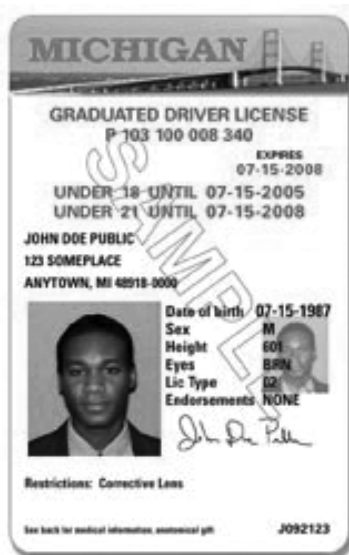 MICHIGAN
GRADUATED DRIVER LICENSE
P 103 100 008 340
EXPIRES
07-15-2008
UNDER 18 UNTIL 07-15-2005
UNDER 21 UNTIL 07-15-2008
JOHN DOE PUBLIC
123 SOMEPLACE
ANYTOWN, MI 48918-0000
SAMPLE
Date of birth 07-15-1987
Sex M
Height 601
Eyes BRN
Lic Type 02
Endorsements NONE
John Doe Public
Restrictions: Corrective Lens
See back for medical information, anatomical gift J092123